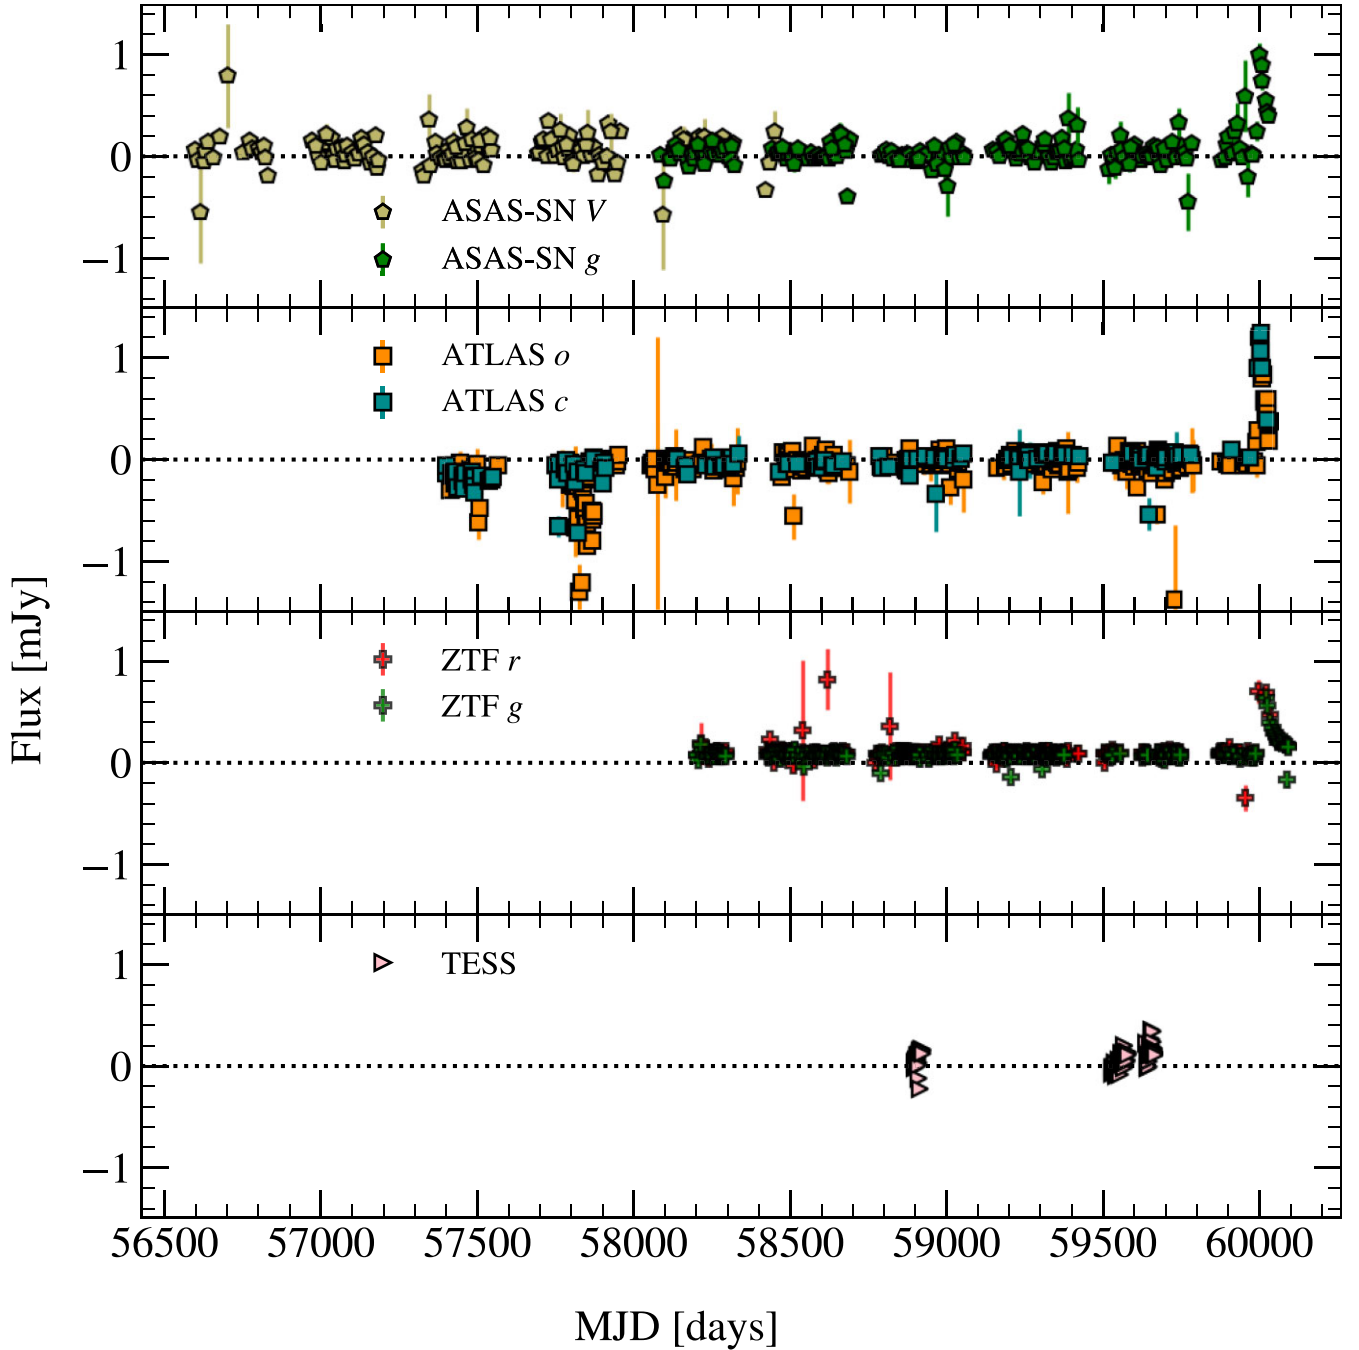 1
0
−1
ASAS-SN V
ASAS-SN g
1
0
−1
ATLAS o
ATLAS c
1
0
−1
ZTF r
ZTF g
1
0
−1
TESS
Flux [mJy]
56500 57000 57500 58000 58500 59000 59500 60000
MJD [days]